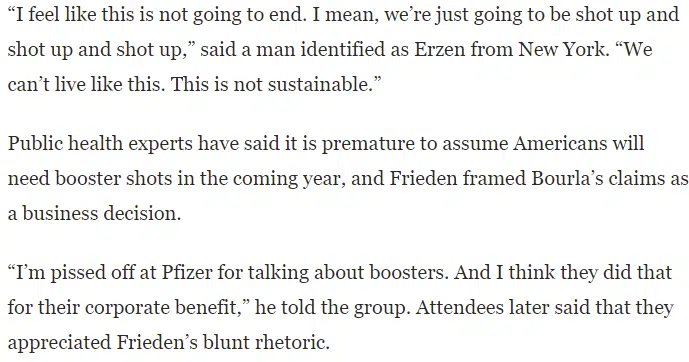 “I feel like this is not going to end. I mean, we’re just going to be shot up and
shot up and shot up,” said a man identified as Erzen from New York. “We
can’t live like this. This is not sustainable.”
Public health experts have said it is premature to assume Americans will
need booster shots in the coming year, and Frieden framed Bourla’s claims as
a business decision.
“I’m pissed off at Pfizer for talking about boosters. And I think they did that
for their corporate benefit,” he told the group. Attendees later said that they
appreciated Frieden’s blunt rhetoric.